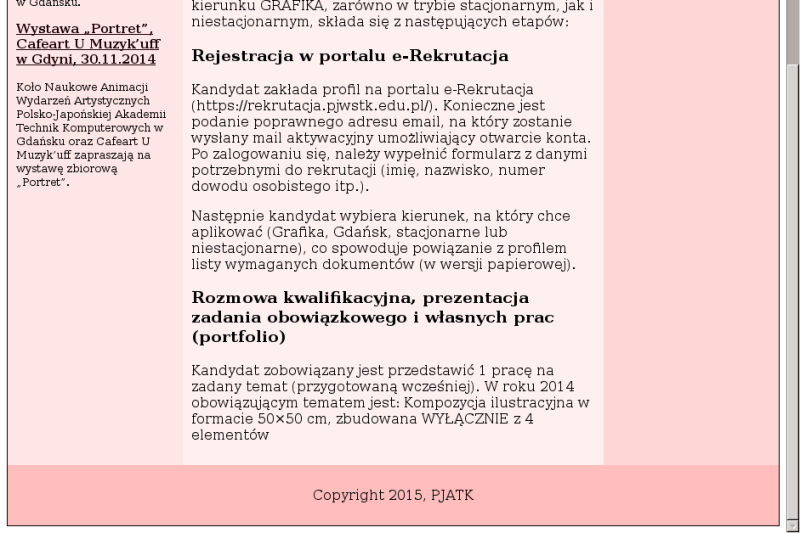 w Gdańsku.
Wystawa „Portret”,
Cafeart U Muzyk’uff
w Gdyni, 30.11.2014
Koło Naukowe Animacji
Wydarzeń Artystycznych
Polsko-Japońskiej Akademii
Technik Komputerowych w
Gdańsku oraz Cafeart U
Muzyk’uff zapraszają na
wystawę zbiorową
„Portret”.
kierunku GRAFIKA, zarówno w trybie stacjonarnym, jak i
niestacjonarnym, składa się z następujących etapów:
Rejestracja w portalu e-Rekrutacja
Kandydat zakłada profil na portalu e-Rekrutacja
(https://rekrutacja.pjwstk.edu.pl/). Konieczne jest
podanie poprawnego adresu email, na który zostanie
wysłany mail aktywacyjny umożliwiający otwarcie konta.
Po zalogowaniu się, należy wypełnić formularz z danymi
potrzebnymi do rekrutacji (imię, nazwisko, numer
dowodu osobistego itp.).
Następnie kandydat wybiera kierunek, na który chce
aplikować (Grafika, Gdańsk, stacjonarne lub
niestacjonarne), co spowoduje powiązanie z profilem
listy wymaganych dokumentów (w wersji papierowej).
Rozmowa kwalifikacyjna, prezentacja
zadania obowiązkowego i własnych prac
(portfolio)
Kandydat zobowiązany jest przedstawić 1 pracę na
zadany temat (przygotowaną wcześniej). W roku 2014
obowiązującym tematem jest: Kompozycja ilustracyjna w
formacie 50×50 cm, zbudowana WYŁĄCZNIE z 4
elementów
Copyright 2015, PJATK